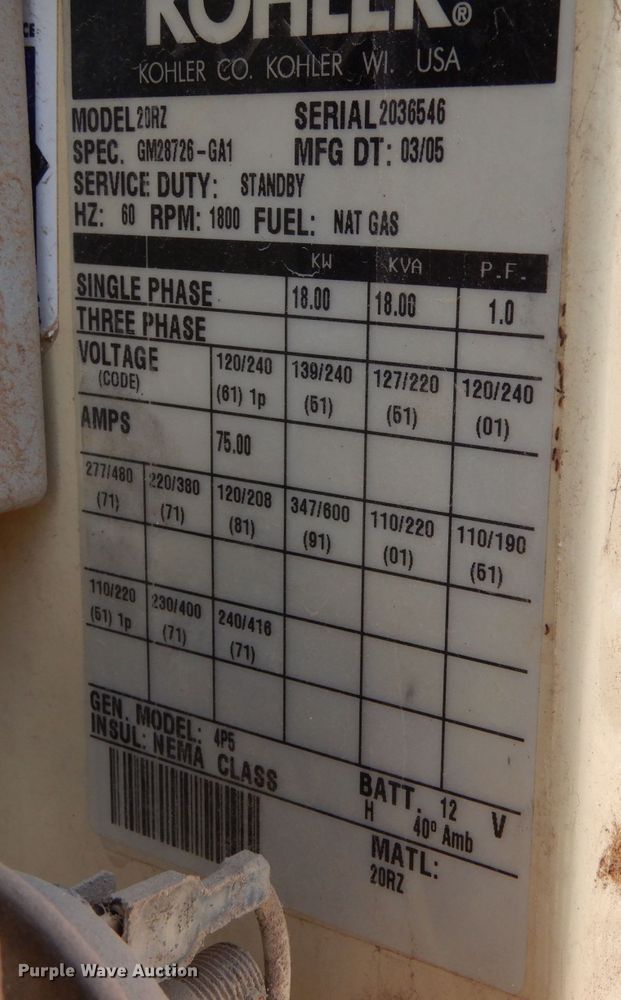 KOHLER®
KOHLER CO. KOHLER WI. USA
MODEL 20RZ SERIAL 2036546
SPEC. GM28726-GA1 MFG DT: 03/05
SERVICE DUTY: STANDBY
HZ: 60 RPM: 1800 FUEL: NAT GAS
KW KVA P.F.
SINGLE PHASE 18.00 18.00 1.0
THREE PHASE
VOLTAGE 120/240 139/240 127/220 120/240
(CODE) (61) 1p (51) (61) (01)
AMPS 75.00
277/480 220/380 120/208 347/600 110/220 110/190
(71) (71) (81) (91) (01) (61)
110/220 230/400 240/416
(61) 1p (71) (71)
GEN. MODEL: 4P5
INSUL: NEMA CLASS H
BATT. 12 V
40° Amb
MATL:
20RZ
Purple Wave Auction